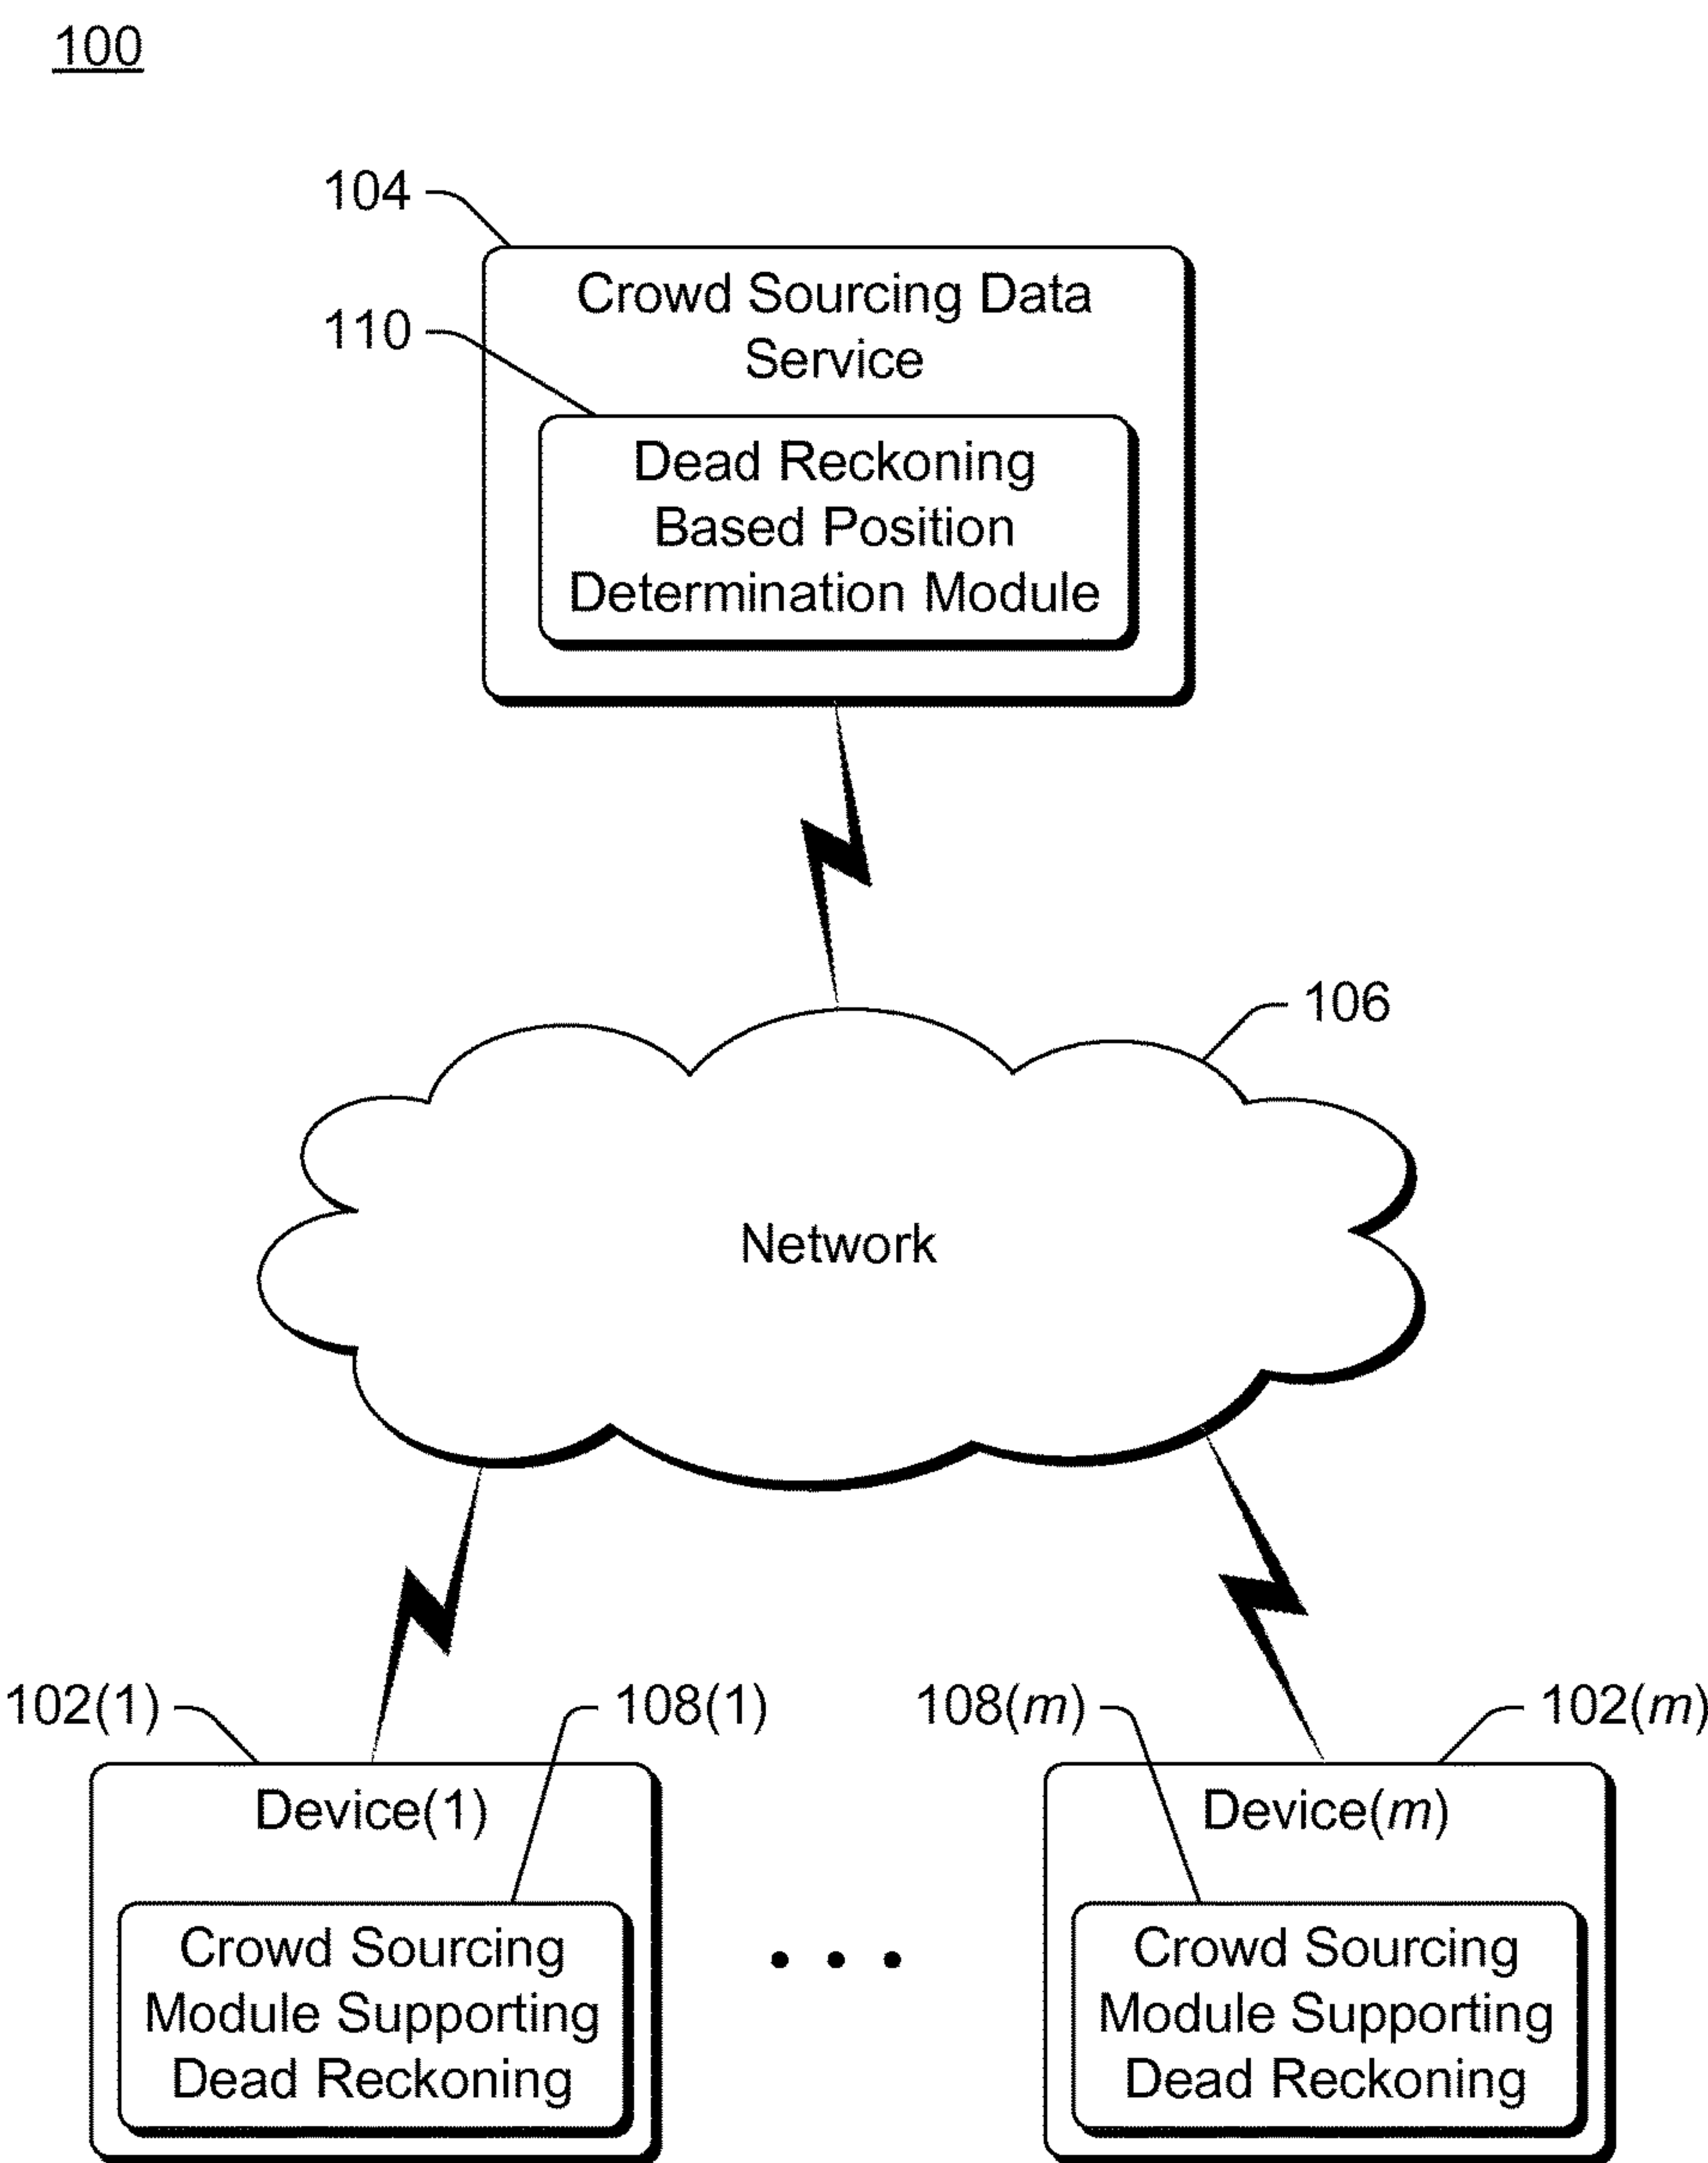 100
104
Crowd Sourcing Data
Service
110
Dead Reckoning
Based Position
Determination Module
106
Network
102(1)
108(1)
108(m)
102(m)
Device(1)
Device(m)
Crowd Sourcing
Module Supporting
Dead Reckoning
• • •
Crowd Sourcing
Module Supporting
Dead Reckoning